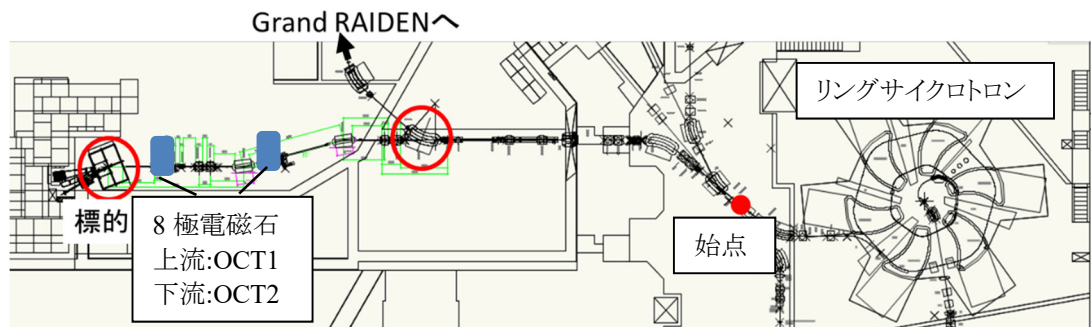 Grand RAIDENへ
リングサイクロトロン
標的
8 極電磁石
上流:OCT1
下流:OCT2
始点